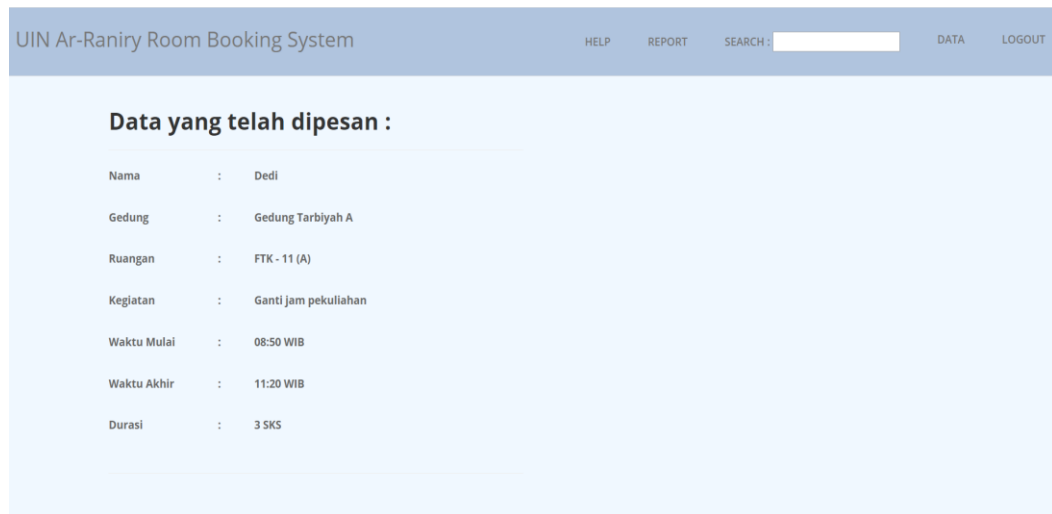 UIN Ar-Raniry Room Booking System HELP REPORT SEARCH : DATA LOGOUT
Data yang telah dipesan :
Nama : Dedi
Gedung : Gedung Tarbiyah A
Ruangan : FTK - 11 (A)
Kegiatan : Ganti jam pekuliahan
Waktu Mulai : 08:50 WIB
Waktu Akhir : 11:20 WIB
Durasi : 3 SKS